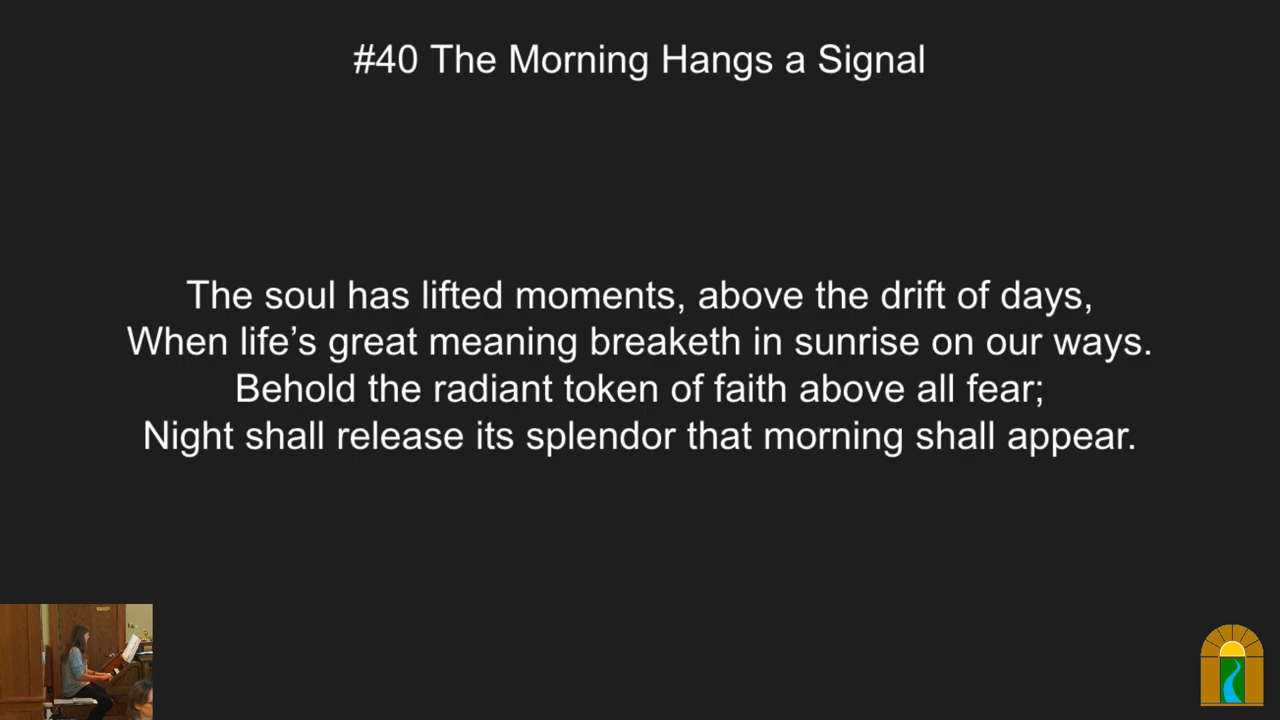 #40 The Morning Hangs a Signal
The soul has lifted moments, above the drift of days,
When life’s great meaning breaketh in sunrise on our ways.
Behold the radiant token of faith above all fear;
Night shall release its splendor that morning shall appear.